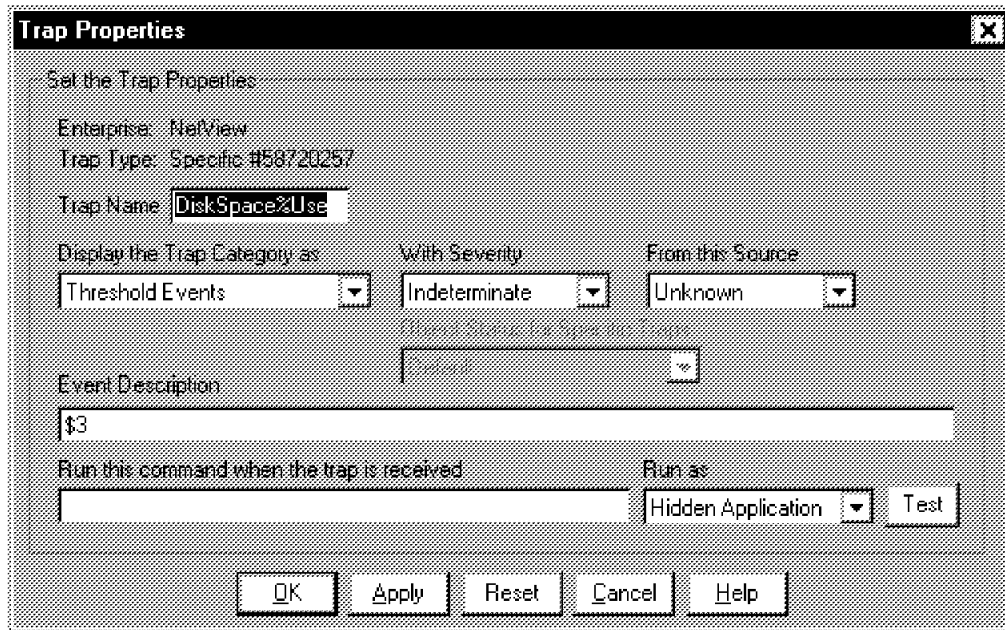 Trap Properties
Set the Trap Properties
Enterprise: NetView
Trap Type: Specific #58720257
Trap Name DiskSpace%Use
Display the Trap Category as With Severity From this Source
Threshold Events Indeterminate Unknown
Object Status for Specific Traps
Event Description
$3
Run this command when the trap is received Run as
Hidden Application Test
OK Apply Reset Cancel Help